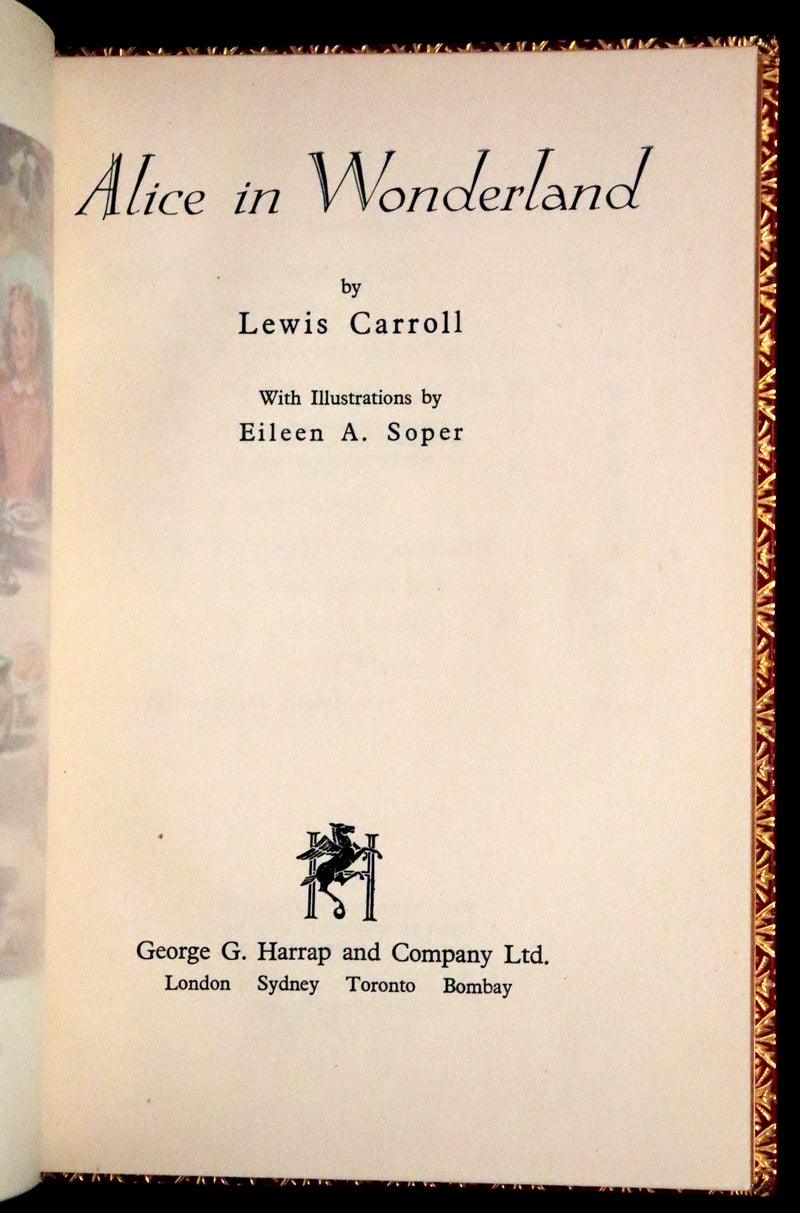 Alice in Wonderland
by
Lewis Carroll
With Illustrations by
Eileen A. Soper
H
George G. Harrap and Company Ltd.
London Sydney Toronto Bombay